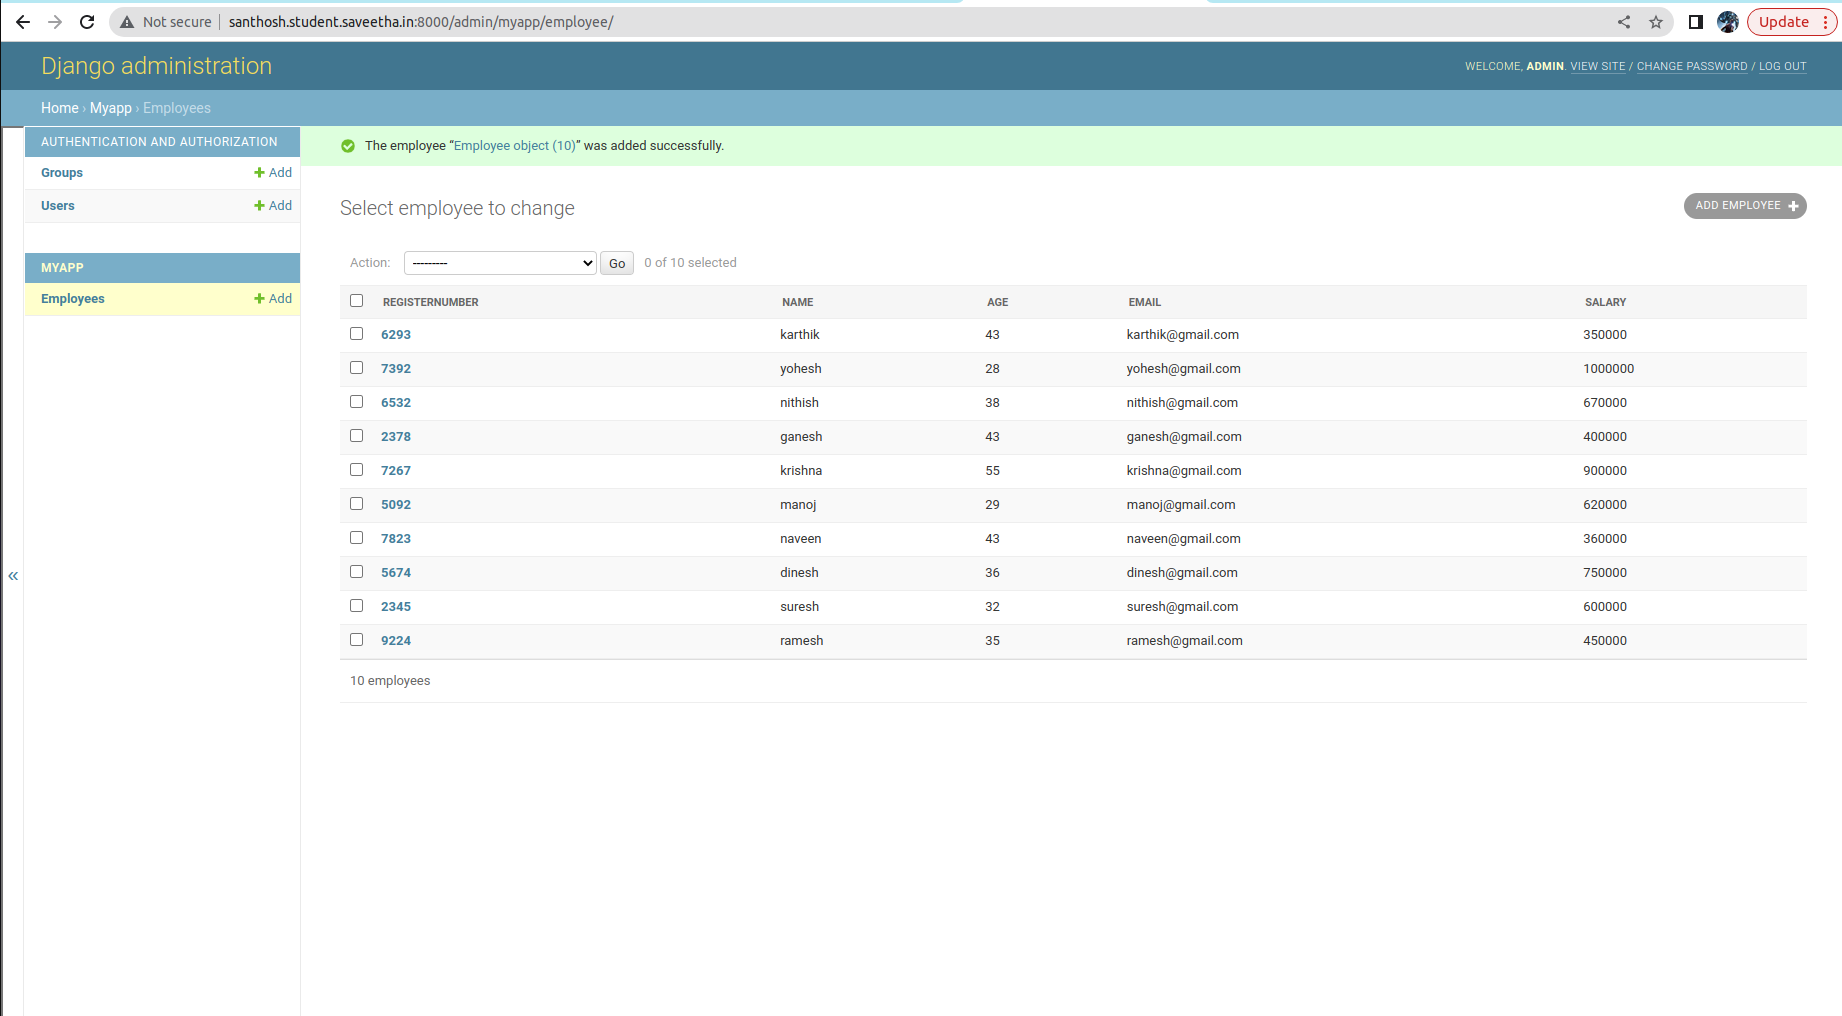 Not secure santhosh.student.saveetha.in:8000/admin/myapp/employee/ Update
Django administration
WELCOME, ADMIN. VIEW SITE / CHANGE PASSWORD / LOG OUT
Home › Myapp › Employees
AUTHENTICATION AND AUTHORIZATION
Groups + Add
Users + Add
MYAPP
Employees + Add
«
The employee “Employee object (10)” was added successfully.
Select employee to change
ADD EMPLOYEE +
Action: --------- Go 0 of 10 selected
REGISTERNUMBER NAME AGE EMAIL SALARY
6293 karthik 43 karthik@gmail.com 350000
7392 yohesh 28 yohesh@gmail.com 1000000
6532 nithish 38 nithish@gmail.com 670000
2378 ganesh 43 ganesh@gmail.com 400000
7267 krishna 55 krishna@gmail.com 900000
5092 manoj 29 manoj@gmail.com 620000
7823 naveen 43 naveen@gmail.com 360000
5674 dinesh 36 dinesh@gmail.com 750000
2345 suresh 32 suresh@gmail.com 600000
9224 ramesh 35 ramesh@gmail.com 450000
10 employees